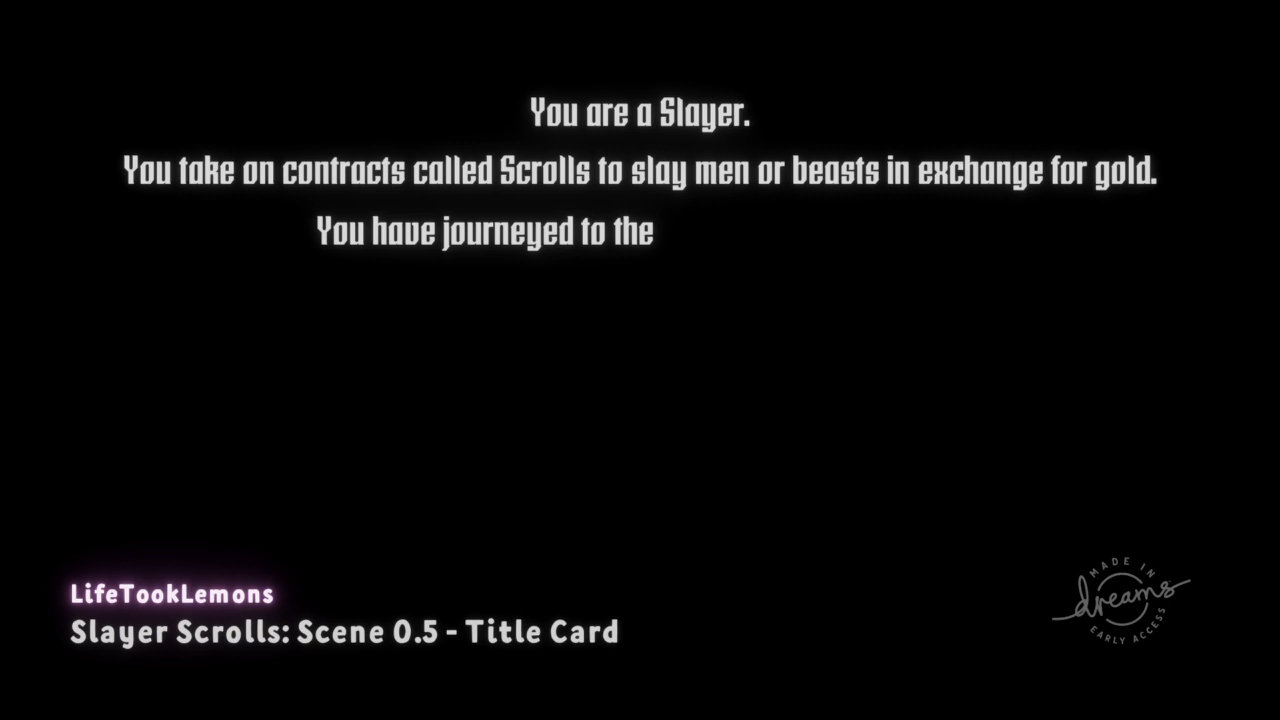 You are a Slayer.
You take on contracts called Scrolls to slay men or beasts in exchange for gold.
You have journeyed to the
LifeTookLemons
Slayer Scrolls: Scene 0.5 - Title Card
MADE IN
dreams
EARLY ACCESS